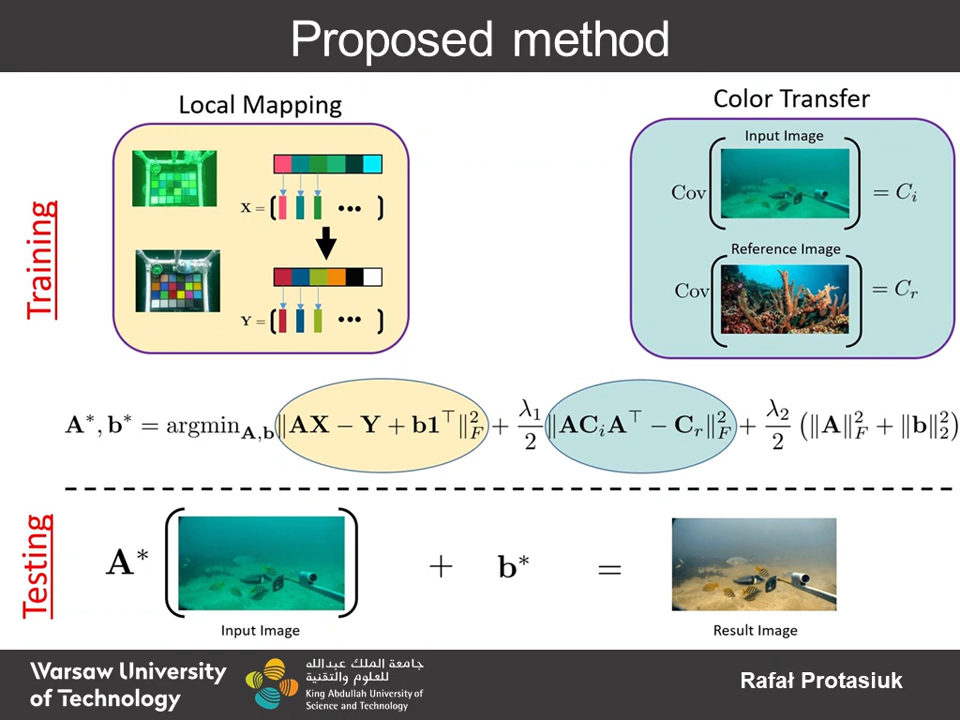 Proposed method
Local Mapping
Color Transfer
Training
X = [ ••• ]
Y = [ ••• ]
Input Image
Cov [ ] = C_i
Reference Image
Cov [ ] = C_r
A*, b* = argmin_{A,b} ‖AX − Y + b1^⊤‖²_F + λ₁/2 ‖AC_iA^⊤ − C_r‖²_F + λ₂/2 (‖A‖²_F + ‖b‖²₂)
Testing
A* ( ) + b* =
Input Image
Result Image
Warsaw University
of Technology
جامعة الملك عبدالله
للعلوم والتقنية
King Abdullah University of
Science and Technology
Rafał Protasiuk